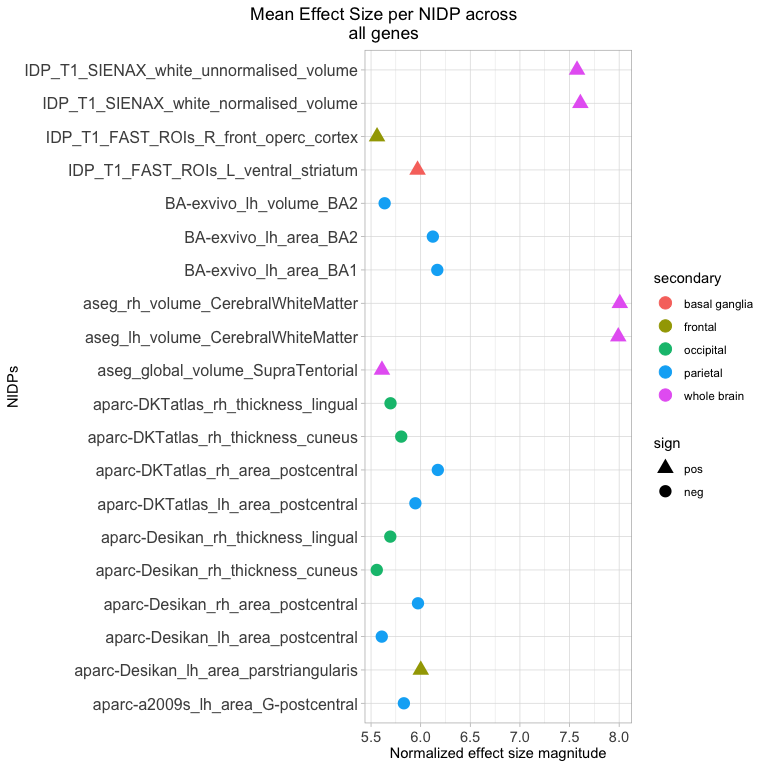 Mean Effect Size per NIDP across
all genes
NIDPs
IDP_T1_SIENAX_white_unnormalised_volume
IDP_T1_SIENAX_white_normalised_volume
IDP_T1_FAST_ROIs_R_front_operc_cortex
IDP_T1_FAST_ROIs_L_ventral_striatum
BA-exvivo_lh_volume_BA2
BA-exvivo_lh_area_BA2
BA-exvivo_lh_area_BA1
aseg_rh_volume_CerebralWhiteMatter
aseg_lh_volume_CerebralWhiteMatter
aseg_global_volume_SupraTentorial
aparc-DKTatlas_rh_thickness_lingual
aparc-DKTatlas_rh_thickness_cuneus
aparc-DKTatlas_rh_area_postcentral
aparc-DKTatlas_lh_area_postcentral
aparc-Desikan_rh_thickness_lingual
aparc-Desikan_rh_thickness_cuneus
aparc-Desikan_rh_area_postcentral
aparc-Desikan_lh_area_postcentral
aparc-Desikan_lh_area_parstriangularis
aparc-a2009s_lh_area_G-postcentral
5.5 6.0 6.5 7.0 7.5 8.0
Normalized effect size magnitude
secondary
basal ganglia
frontal
occipital
parietal
whole brain
sign
pos
neg